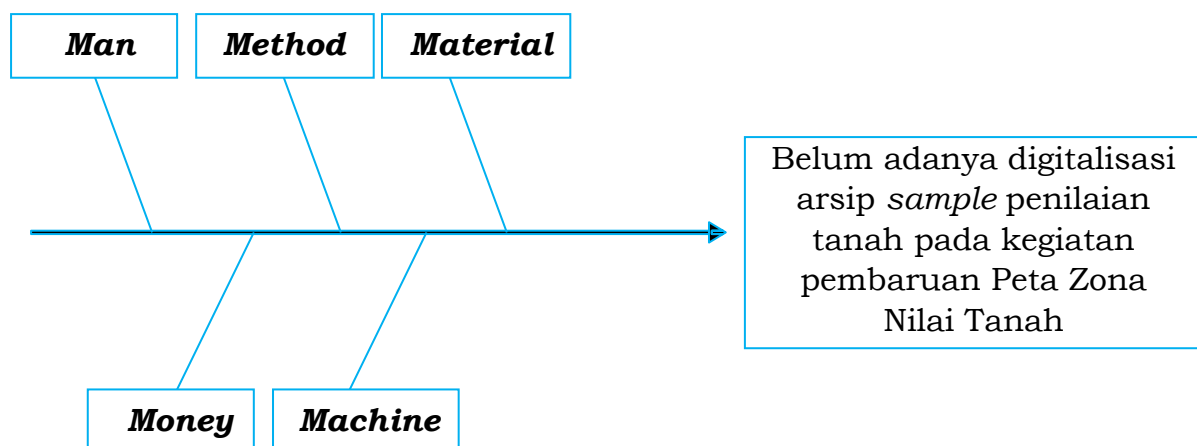 Man
Method
Material
Belum adanya digitalisasi
arsip sample penilaian
tanah pada kegiatan
pembaruan Peta Zona
Nilai Tanah
Money
Machine